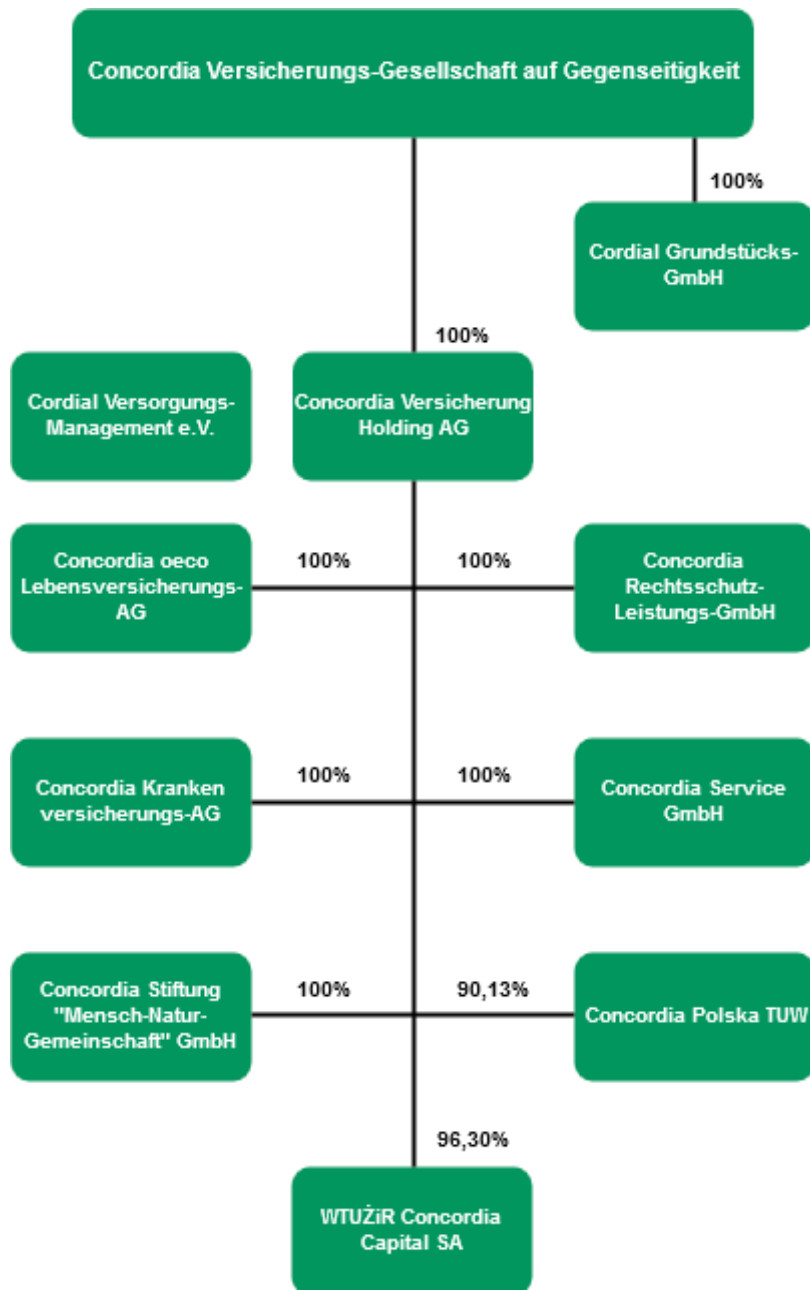 Concordia Versicherungs-Gesellschaft auf Gegenseitigkeit
100%
Cordial Grundstücks-
GmbH
100%
Cordial Versorgungs-
Management e.V.
Concordia Versicherung
Holding AG
Concordia oeco
Lebensversicherungs-
AG
100%
100%
Concordia
Rechtsschutz-
Leistungs-GmbH
Concordia Kranken
versicherungs-AG
100%
100%
Concordia Service
GmbH
Concordia Stiftung
"Mensch-Natur-
Gemeinschaft" GmbH
100%
90,13%
Concordia Polska TUW
96,30%
WTUŻiR Concordia
Capital SA